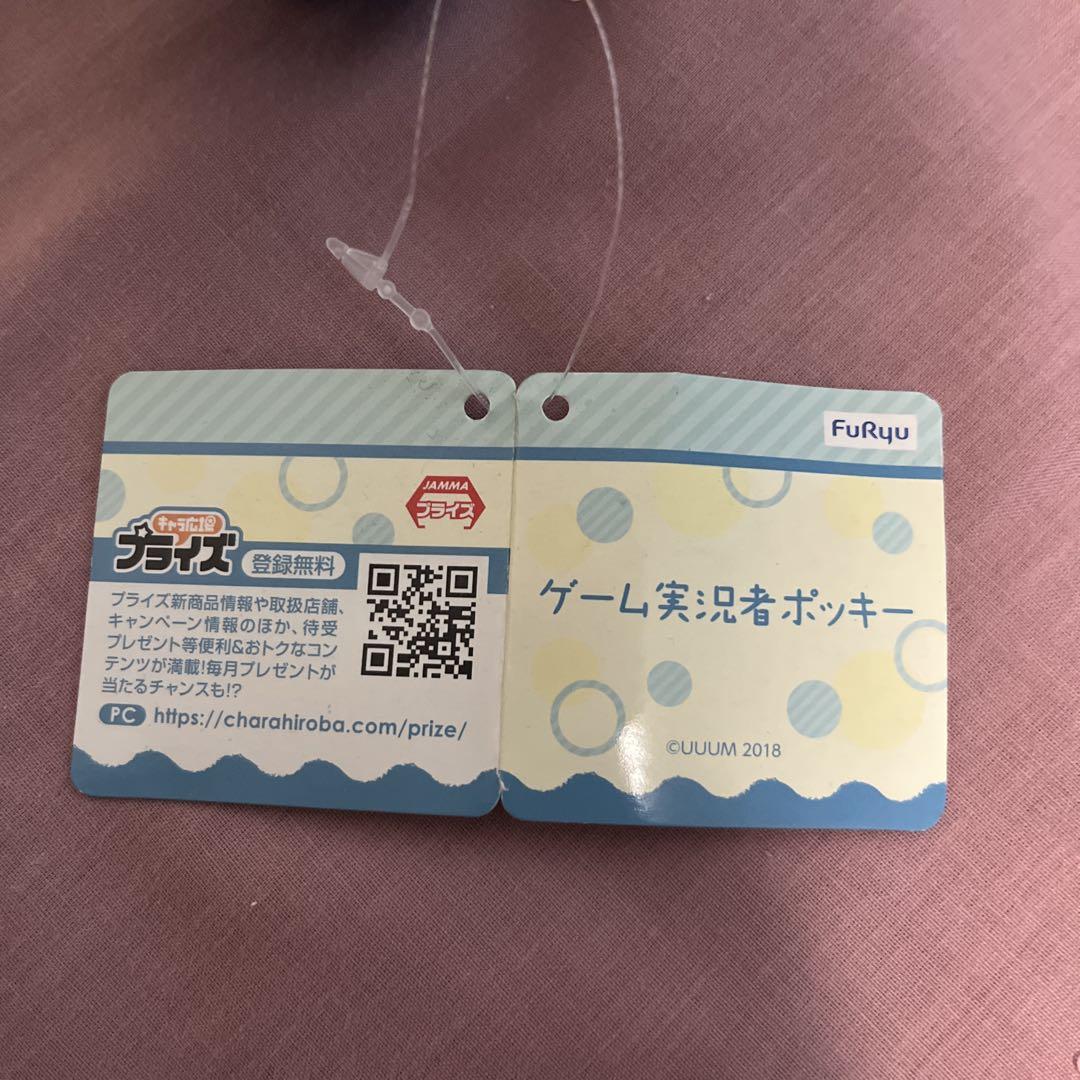 JAMMA
プライズ
キャラ広場
プライズ
登録無料
プライズ新商品情報や取扱店舗、
キャンペーン情報のほか、待受
プレゼント等便利&おトクなコン
テンツが満載!毎月プレゼントが
当たるチャンスも!?
PC https://charahiroba.com/prize/
FuRyu
ゲーム実況者ポッキー
©UUUM 2018